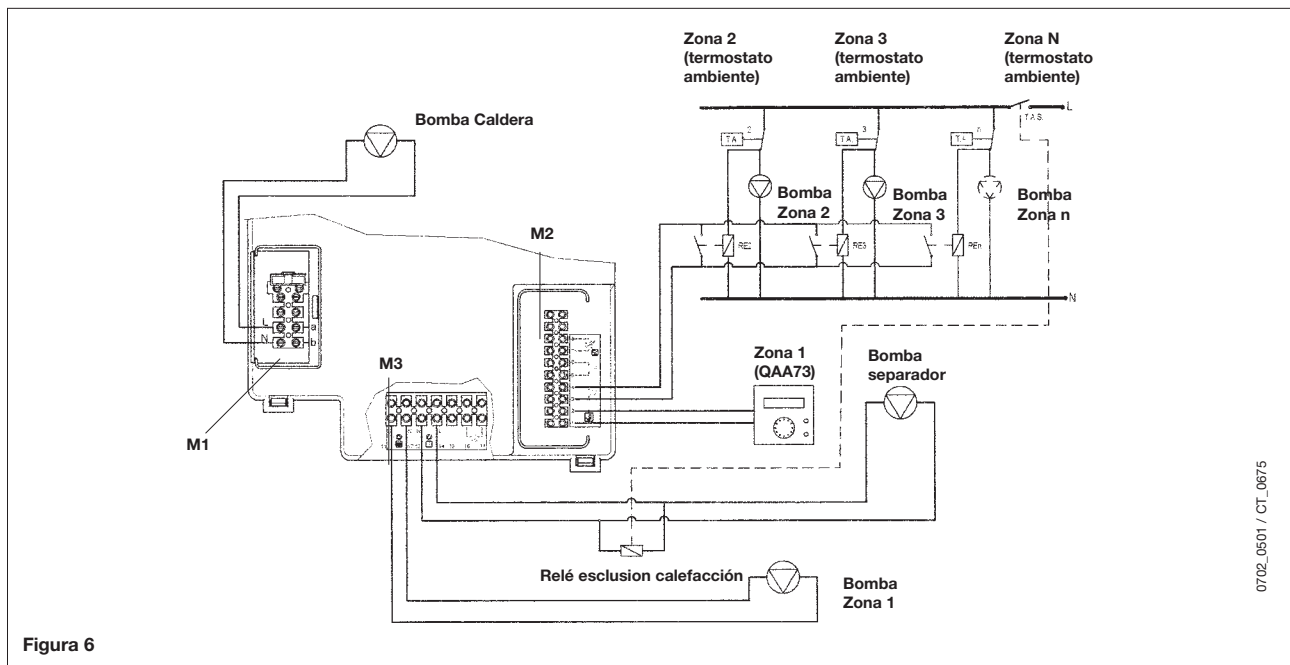 Zona 2
(termostato
ambiente)
Zona 3
(termostato
ambiente)
Zona N
(termostato
ambiente)
L
T.A.S.
T.A.
2
T.A.
3
n
Bomba Caldera
Bomba
Zona 2
Bomba
Zona 3
Bomba
Zona n
RE2
RE3
REn
N
M2
L
a
N
b
M1
M3
Zona 1
(QAA73)
Bomba
separador
Relé esclusion calefacción
Bomba
Zona 1
0702_0501 / CT_0675
Figura 6